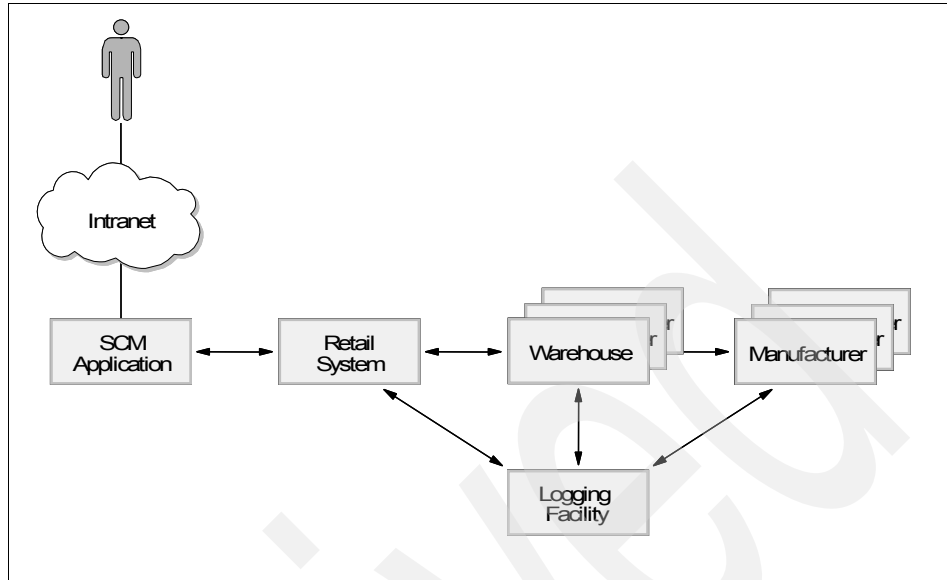 Intranet
SCM
Application
Retail
System
Warehouse
Manufacturer
Logging
Facility